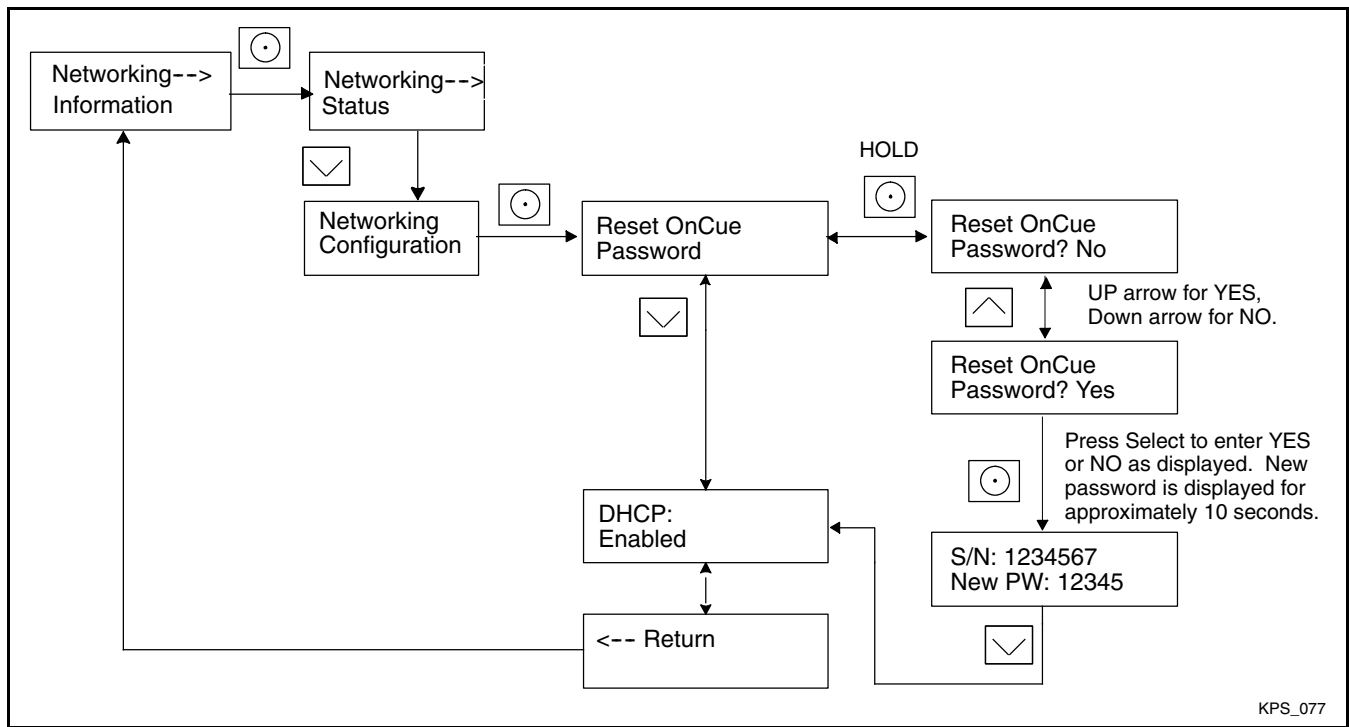 Networking-->
Information
Networking-->
Status
Networking
Configuration
Reset OnCue
Password
HOLD
Reset OnCue
Password? No
UP arrow for YES,
Down arrow for NO.
Reset OnCue
Password? Yes
Press Select to enter YES
or NO as displayed. New
password is displayed for
approximately 10 seconds.
S/N: 1234567
New PW: 12345
DHCP:
Enabled
<-- Return
KPS_077